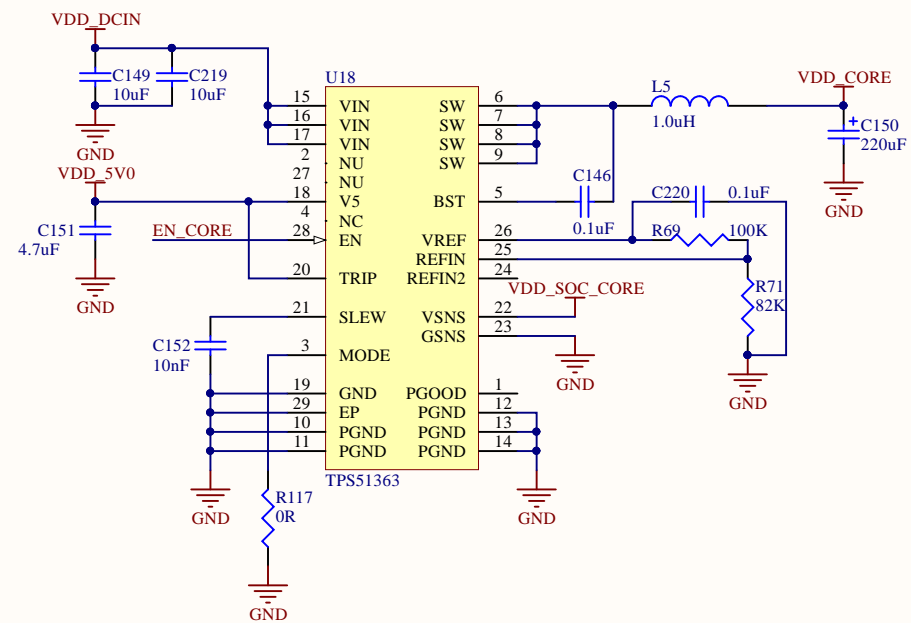 VDD_DCIN
C149
10uF
C219
10uF
GND
VDD_5V0
C151
4.7uF
GND
EN_CORE
C152
10nF
GND
R117
0R
GND
U18
15 VIN
16 VIN
17 VIN
2 NU
27 NU
18 V5
4 NC
28 EN
20 TRIP
21 SLEW
3 MODE
19 GND
29 EP
10 PGND
11 PGND
SW 6
SW 7
SW 8
SW 9
BST 5
VREF 26
REFIN 25
REFIN2 24
VSNS 22
GSNS 23
PGOOD 1
PGND 12
PGND 13
PGND 14
TPS51363
GND
C146
0.1uF
L5
1.0uH
VDD_CORE
C150
+
220uF
GND
C220 0.1uF
R69 100K
R71
82K
GND
VDD_SOC_CORE
GND